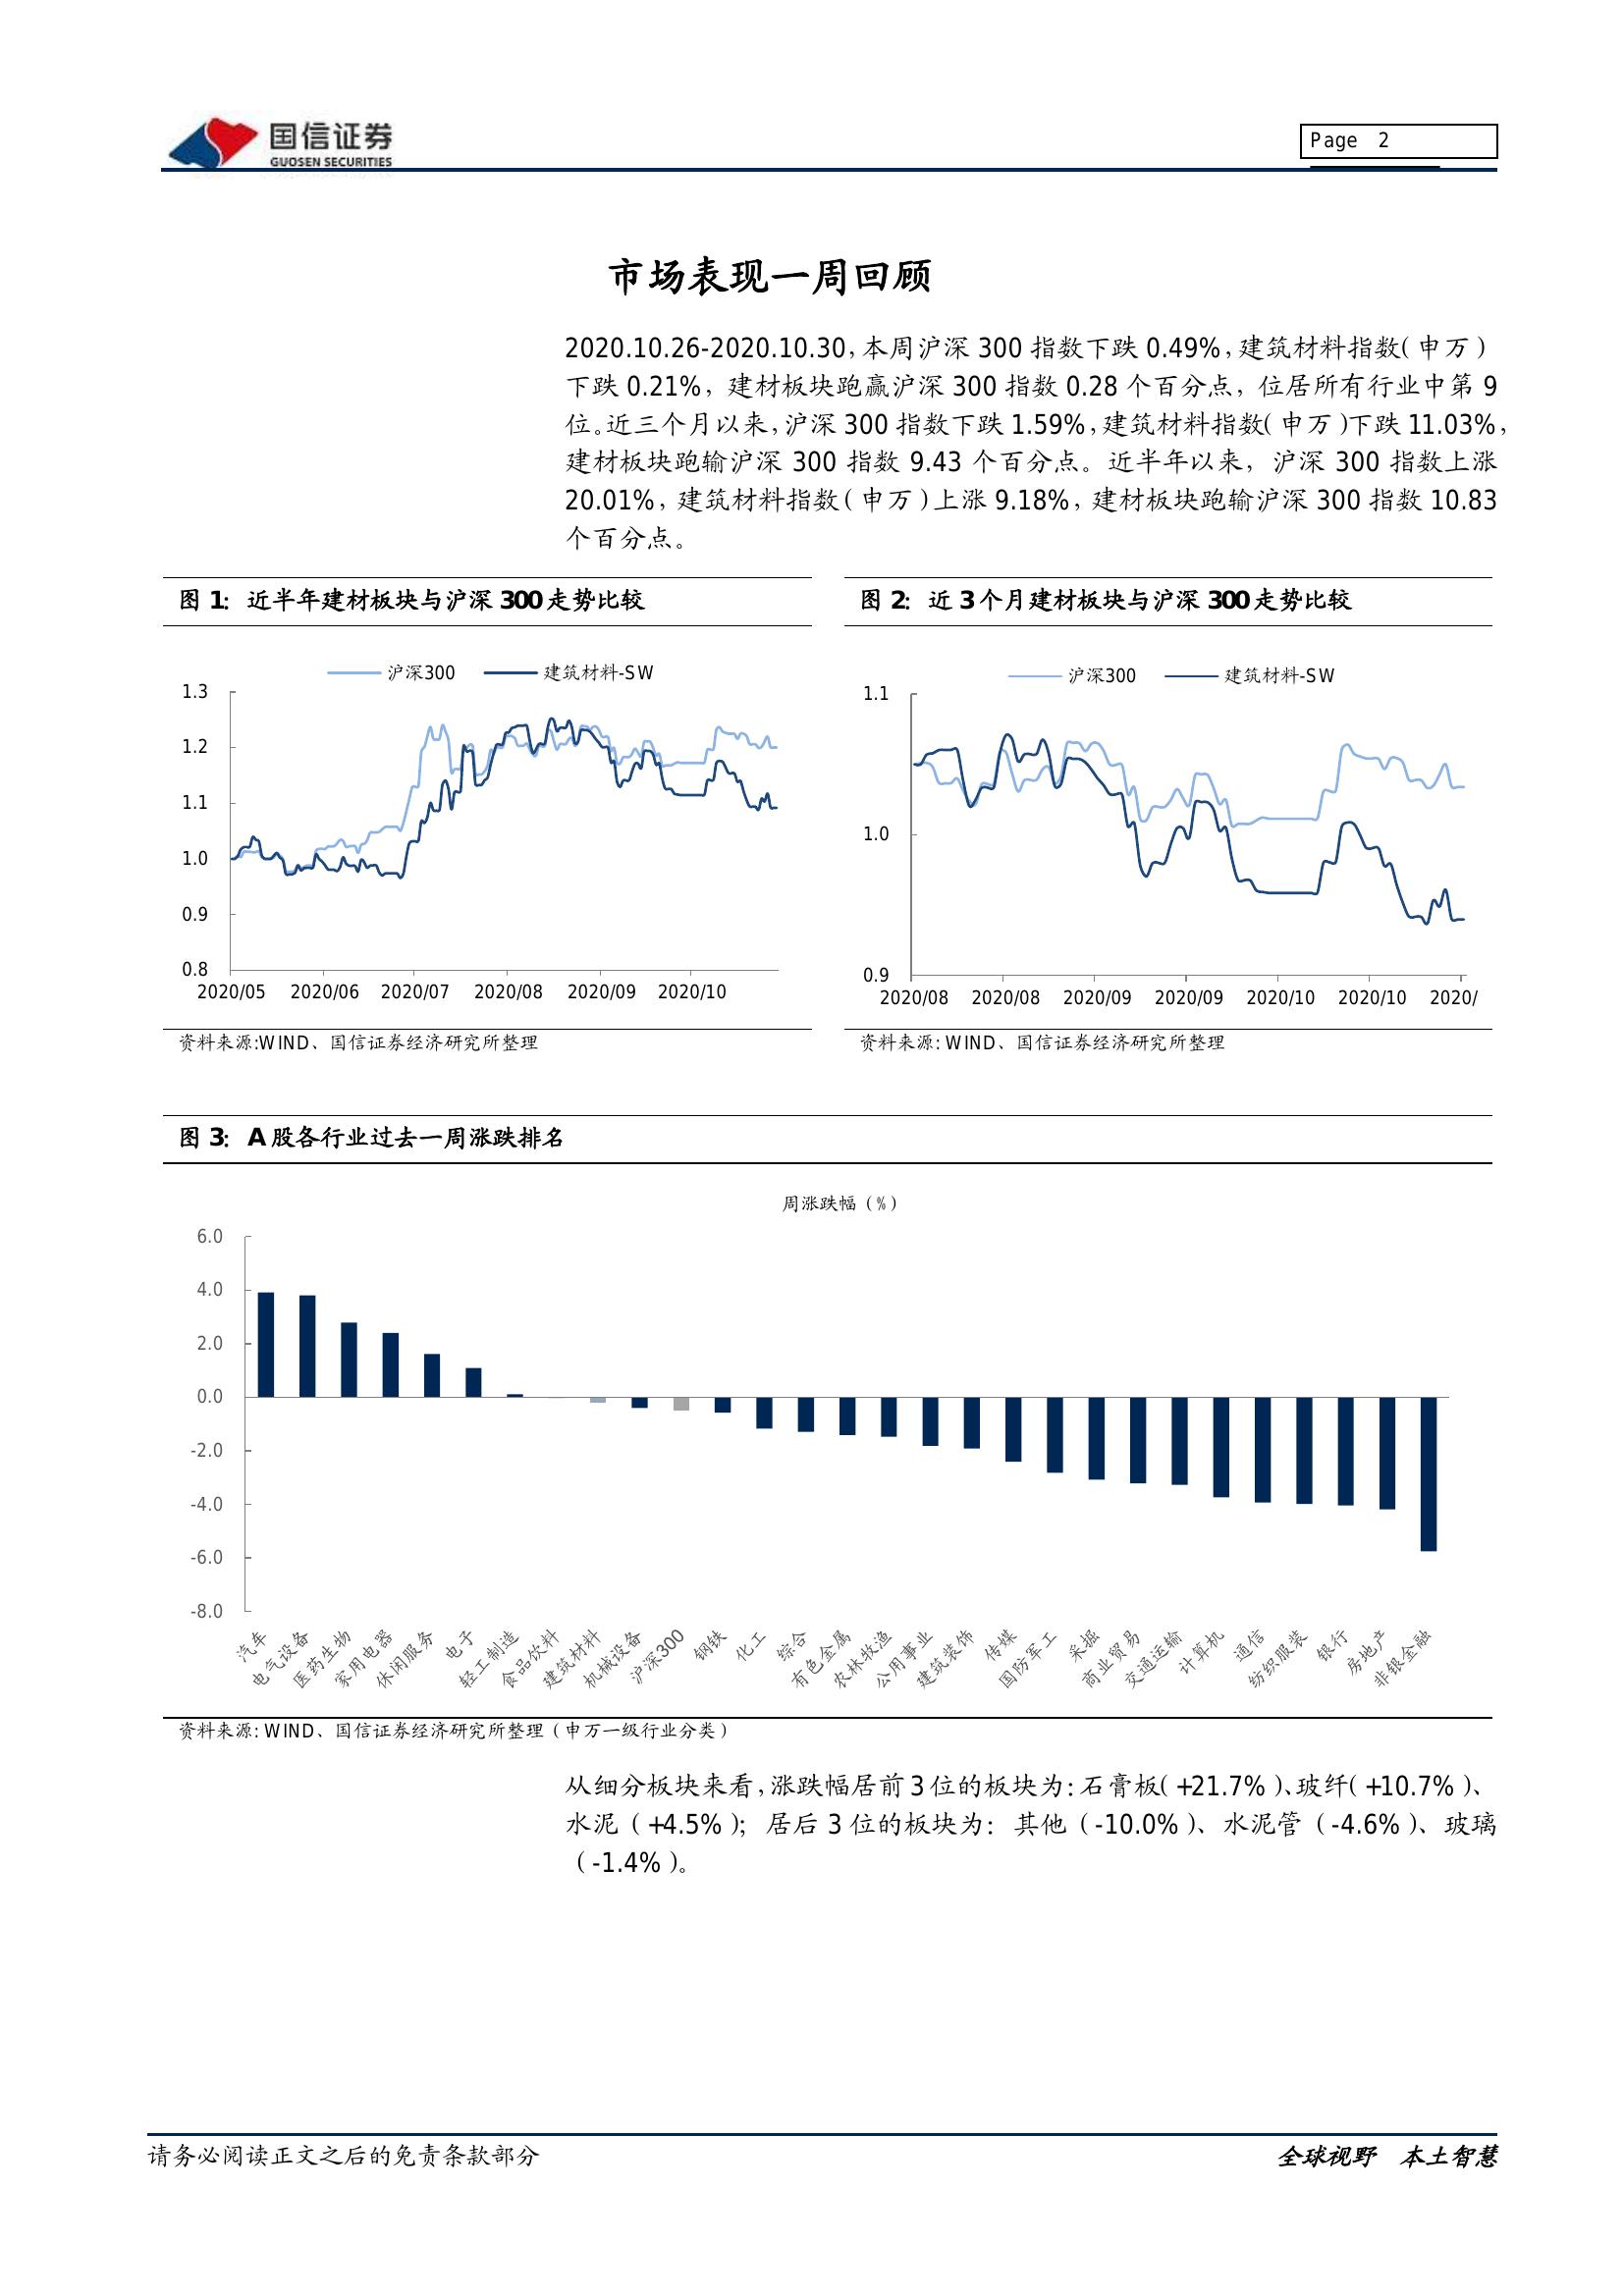 国信证券
GUOSEN SECURITIES
Page 2
市场表现一周回顾
2020.10.26-2020.10.30，本周沪深 300 指数下跌 0.49%，建筑材料指数（申万）
下跌 0.21%，建材板块跑赢沪深 300 指数 0.28 个百分点，位居所有行业中第 9
位。近三个月以来，沪深 300 指数下跌 1.59%，建筑材料指数（申万）下跌 11.03%，
建材板块跑输沪深 300 指数 9.43 个百分点。近半年以来，沪深 300 指数上涨
20.01%，建筑材料指数（申万）上涨 9.18%，建材板块跑输沪深 300 指数 10.83
个百分点。
图 1：近半年建材板块与沪深 300 走势比较
沪深300 建筑材料-SW
1.3
1.2
1.1
1.0
0.9
0.8
2020/05 2020/06 2020/07 2020/08 2020/09 2020/10
资料来源:WIND、国信证券经济研究所整理
图 2：近 3 个月建材板块与沪深 300 走势比较
沪深300 建筑材料-SW
1.1
1.0
0.9
2020/08 2020/08 2020/09 2020/09 2020/10 2020/10 2020/
资料来源: WIND、国信证券经济研究所整理
图 3：A 股各行业过去一周涨跌排名
周涨跌幅（%）
6.0
4.0
2.0
0.0
-2.0
-4.0
-6.0
-8.0
汽车 电气设备 医药生物 家用电器 休闲服务 电子 轻工制造 食品饮料 建筑材料 机械设备 沪深300 钢铁 化工 综合 有色金属 农林牧渔 公用事业 建筑装饰 传媒 国防军工 采掘 商业贸易 交通运输 计算机 通信 纺织服装 银行 房地产 非银金融
资料来源: WIND、国信证券经济研究所整理（申万一级行业分类）
从细分板块来看，涨跌幅居前 3 位的板块为：石膏板（+21.7%）、玻纤（+10.7%）、
水泥（+4.5%）；居后 3 位的板块为：其他（-10.0%）、水泥管（-4.6%）、玻璃
（-1.4%）。
请务必阅读正文之后的免责条款部分
全球视野 本土智慧